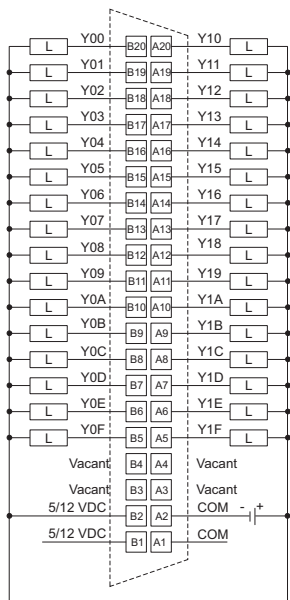 L Y00 B20 A20 Y10 L
L Y01 B19 A19 Y11 L
L Y02 B18 A18 Y12 L
L Y03 B17 A17 Y13 L
L Y04 B16 A16 Y14 L
L Y05 B15 A15 Y15 L
L Y06 B14 A14 Y16 L
L Y07 B13 A13 Y17 L
L Y08 B12 A12 Y18 L
L Y09 B11 A11 Y19 L
L Y0A B10 A10 Y1A L
L Y0B B9 A9 Y1B L
L Y0C B8 A8 Y1C L
L Y0D B7 A7 Y1D L
L Y0E B6 A6 Y1E L
L Y0F B5 A5 Y1F L
Vacant B4 A4 Vacant
Vacant B3 A3 Vacant
5/12 VDC B2 A2 COM - +
5/12 VDC B1 A1 COM